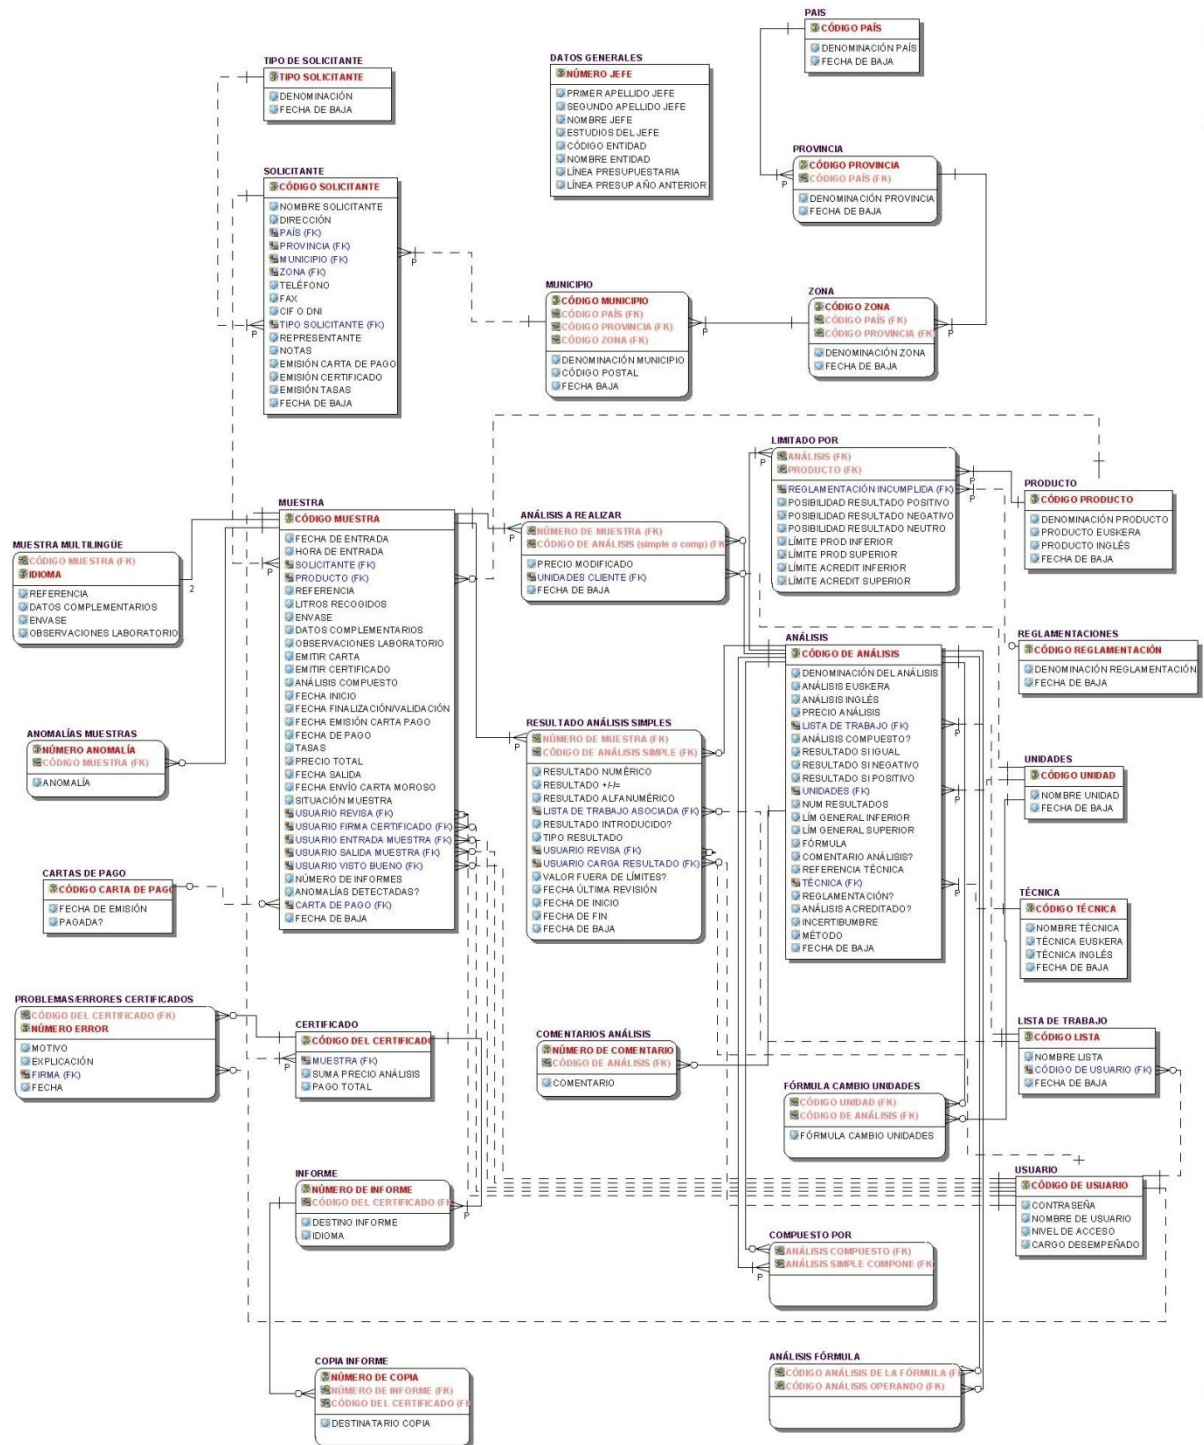 PAIS
CÓDIGO PAÍS
DENOMINACIÓN PAÍS
FECHA DE BAJA
TIPO DE SOLICITANTE
TIPO SOLICITANTE
DENOMINACIÓN
FECHA DE BAJA
DATOS GENERALES
NÚMERO JEFE
PRIMER APELLIDO JEFE
SEGUNDO APELLIDO JEFE
NOMBRE JEFE
ESTUDIOS DEL JEFE
CÓDIGO ENTIDAD
NOMBRE ENTIDAD
LÍNEA PRESUPUESTARIA
LÍNEA PRESUP AÑO ANTERIOR
PROVINCIA
CÓDIGO PROVINCIA
CÓDIGO PAÍS (FK)
DENOMINACIÓN PROVINCIA
FECHA DE BAJA
P
SOLICITANTE
CÓDIGO SOLICITANTE
NOMBRE SOLICITANTE
DIRECCIÓN
PAÍS (FK)
PROVINCIA (FK)
MUNICIPIO (FK)
ZONA (FK)
TELÉFONO
FAX
CIF O DNI
TIPO SOLICITANTE (FK)
REPRESENTANTE
NOTAS
EMISIÓN CARTA DE PAGO
EMISIÓN CERTIFICADO
EMISIÓN TASAS
FECHA DE BAJA
P
P
MUNICIPIO
CÓDIGO MUNICIPIO
CÓDIGO PAÍS (FK)
CÓDIGO PROVINCIA (FK)
CÓDIGO ZONA (FK)
DENOMINACIÓN MUNICIPIO
CÓDIGO POSTAL
FECHA BAJA
P
ZONA
CÓDIGO ZONA
CÓDIGO PAÍS (FK)
CÓDIGO PROVINCIA (FK
DENOMINACIÓN ZONA
FECHA DE BAJA
P
LIMITADO POR
ANÁLISIS (FK)
PRODUCTO (FK)
REGLAMENTACIÓN INCUMPLIDA (FK)
POSIBILIDAD RESULTADO POSITIVO
POSIBILIDAD RESULTADO NEGATIVO
POSIBILIDAD RESULTADO NEUTRO
LÍMITE PROD INFERIOR
LÍMITE PROD SUPERIOR
LÍMITE ACREDIT INFERIOR
LÍMITE ACREDIT SUPERIOR
P
P
P
PRODUCTO
CÓDIGO PRODUCTO
DENOMINACIÓN PRODUCTO
PRODUCTO EUSKERA
PRODUCTO INGLÉS
FECHA DE BAJA
MUESTRA
CÓDIGO MUESTRA
FECHA DE ENTRADA
HORA DE ENTRADA
SOLICITANTE (FK)
PRODUCTO (FK)
REFERENCIA
LITROS RECOGIDOS
ENVASE
DATOS COMPLEMENTARIOS
OBSERVACIONES LABORATORIO
EMITIR CARTA
EMITIR CERTIFICADO
ANÁLISIS COMPUESTO
FECHA INICIO
FECHA FINALIZACIÓN/VALIDACIÓN
FECHA EMISIÓN CARTA PAGO
FECHA DE PAGO
TASAS
PRECIO TOTAL
FECHA SALIDA
FECHA ENVÍO CARTA MOROSO
SITUACIÓN MUESTRA
USUARIO REVISA (FK)
USUARIO FIRMA CERTIFICADO (FK)
USUARIO ENTRADA MUESTRA (FK)
USUARIO SALIDA MUESTRA (FK)
USUARIO VISTO BUENO (FK)
NÚMERO DE INFORMES
ANOMALÍAS DETECTADAS?
CARTA DE PAGO (FK)
FECHA DE BAJA
P
ANÁLISIS A REALIZAR
NÚMERO DE MUESTRA (FK)
CÓDIGO DE ANÁLISIS (simple o comp) (FK
PRECIO MODIFICADO
UNIDADES CLIENTE (FK)
FECHA DE BAJA
P
MUESTRA MULTILINGÜE
CÓDIGO MUESTRA (FK)
IDIOMA
REFERENCIA
DATOS COMPLEMENTARIOS
ENVASE
OBSERVACIONES LABORATORIO
2
REGLAMENTACIONES
CÓDIGO REGLAMENTACIÓN
DENOMINACIÓN REGLAMENTACIÓN
FECHA DE BAJA
ANÁLISIS
CÓDIGO DE ANÁLISIS
DENOMINACIÓN DEL ANÁLISIS
ANÁLISIS EUSKERA
ANÁLISIS INGLÉS
PRECIO ANÁLISIS
LISTA DE TRABAJO (FK)
ANÁLISIS COMPUESTO?
RESULTADO SI IGUAL
RESULTADO SI NEGATIVO
RESULTADO SI POSITIVO
UNIDADES (FK)
NUM RESULTADOS
LÍM GENERAL INFERIOR
LÍM GENERAL SUPERIOR
FÓRMULA
COMENTARIO ANÁLISIS?
REFERENCIA TÉCNICA
TÉCNICA (FK)
REGLAMENTACIÓN?
ANÁLISIS ACREDITADO?
INCERTIBUMBRE
MÉTODO
FECHA DE BAJA
P
P
P
RESULTADO ANÁLISIS SIMPLES
NÚMERO DE MUESTRA (FK)
CÓDIGO DE ANÁLISIS SIMPLE (FK)
RESULTADO NUMÉRICO
RESULTADO +/-/=
RESULTADO ALFANUMÉRICO
LISTA DE TRABAJO ASOCIADA (FK)
RESULTADO INTRODUCIDO?
TIPO RESULTADO
USUARIO REVISA (FK)
USUARIO CARGA RESULTADO (FK)
VALOR FUERA DE LÍMITES?
FECHA ÚLTIMA REVISIÓN
FECHA DE INICIO
FECHA DE FIN
FECHA DE BAJA
P
ANOMALÍAS MUESTRAS
NÚMERO ANOMALÍA
CÓDIGO MUESTRA (FK)
ANOMALÍA
UNIDADES
CÓDIGO UNIDAD
NOMBRE UNIDAD
FECHA DE BAJA
CARTAS DE PAGO
CÓDIGO CARTA DE PAGO
FECHA DE EMISIÓN
PAGADA?
TÉCNICA
CÓDIGO TÉCNICA
NOMBRE TÉCNICA
TÉCNICA EUSKERA
TÉCNICA INGLÉS
FECHA DE BAJA
PROBLEMAS/ERRORES CERTIFICADOS
CÓDIGO DEL CERTIFICADO (FK)
NÚMERO ERROR
MOTIVO
EXPLICACIÓN
FIRMA (FK)
FECHA
CERTIFICADO
CÓDIGO DEL CERTIFICADO
MUESTRA (FK)
SUMA PRECIO ANÁLISIS
PAGO TOTAL
P
COMENTARIOS ANÁLISIS
NÚMERO DE COMENTARIO
CÓDIGO DE ANÁLISIS (FK)
COMENTARIO
LISTA DE TRABAJO
CÓDIGO LISTA
NOMBRE LISTA
CÓDIGO DE USUARIO (FK)
FECHA DE BAJA
FÓRMULA CAMBIO UNIDADES
CÓDIGO UNIDAD (FK)
CÓDIGO DE ANÁLISIS (FK)
FÓRMULA CAMBIO UNIDADES
INFORME
NÚMERO DE INFORME
CÓDIGO DEL CERTIFICADO (FK
DESTINO INFORME
IDIOMA
P
USUARIO
CÓDIGO DE USUARIO
CONTRASEÑA
NOMBRE DE USUARIO
NIVEL DE ACCESO
CARGO DESEMPEÑADO
COMPUESTO POR
ANÁLISIS COMPUESTO (FK)
ANÁLISIS SIMPLE COMPONE (FK
P
COPIA INFORME
NÚMERO DE COPIA
NÚMERO DE INFORME (FK)
CÓDIGO DEL CERTIFICADO (FK
DESTINATARIO COPIA
ANÁLISIS FÓRMULA
CÓDIGO ANÁLISIS DE LA FÓRMULA (FK
CÓDIGO ANÁLISIS OPERANDO (FK)